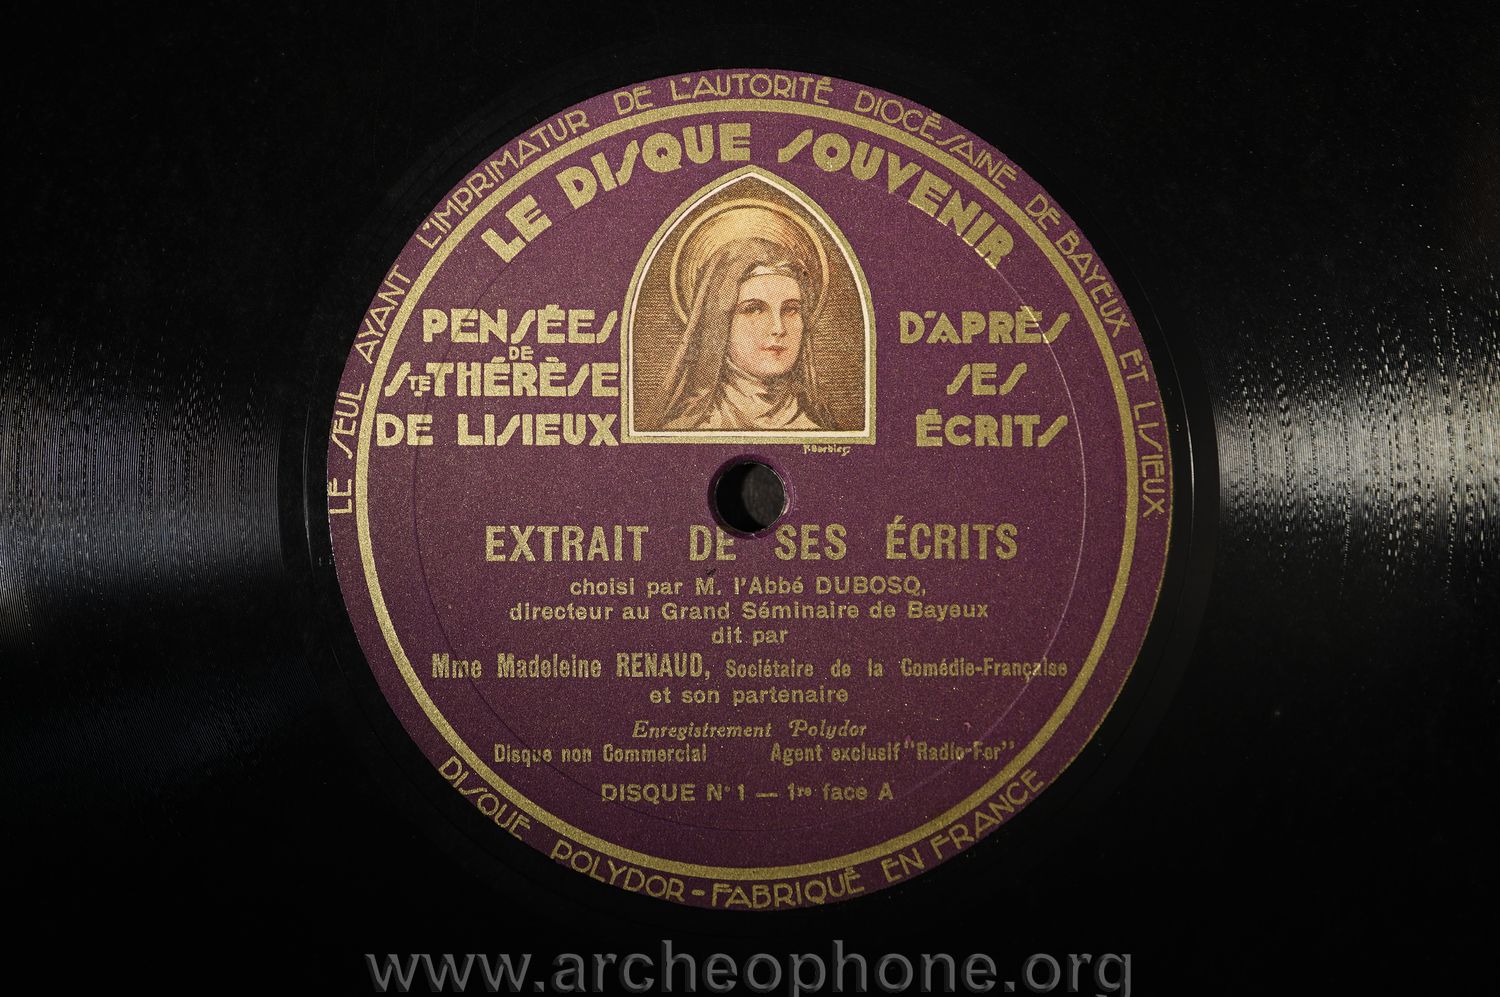 LE SEUL AYANT L'IMPRIMATUR DE L'AUTORITÉ DIOCÉSAINE DE BAYEUX ET LISIEUX
LE DISQUE SOUVENIR
PENSÉES
DE
STE THÉRÈSE
DE LISIEUX
D'APRÈS
SES
ÉCRITS
P. Barbier
EXTRAIT DE SES ÉCRITS
choisi par M. l'Abbé DUBOSQ,
directeur au Grand Séminaire de Bayeux
dit par
Mme Madeleine RENAUD, Sociétaire de la Comédie-Française
et son partenaire
Enregistrement Polydor
Disque non Commercial Agent exclusif "Radio-Fer"
DISQUE N° 1 — 1re face A
DISQUE POLYDOR - FABRIQUÉ EN FRANCE
www.archeophone.org